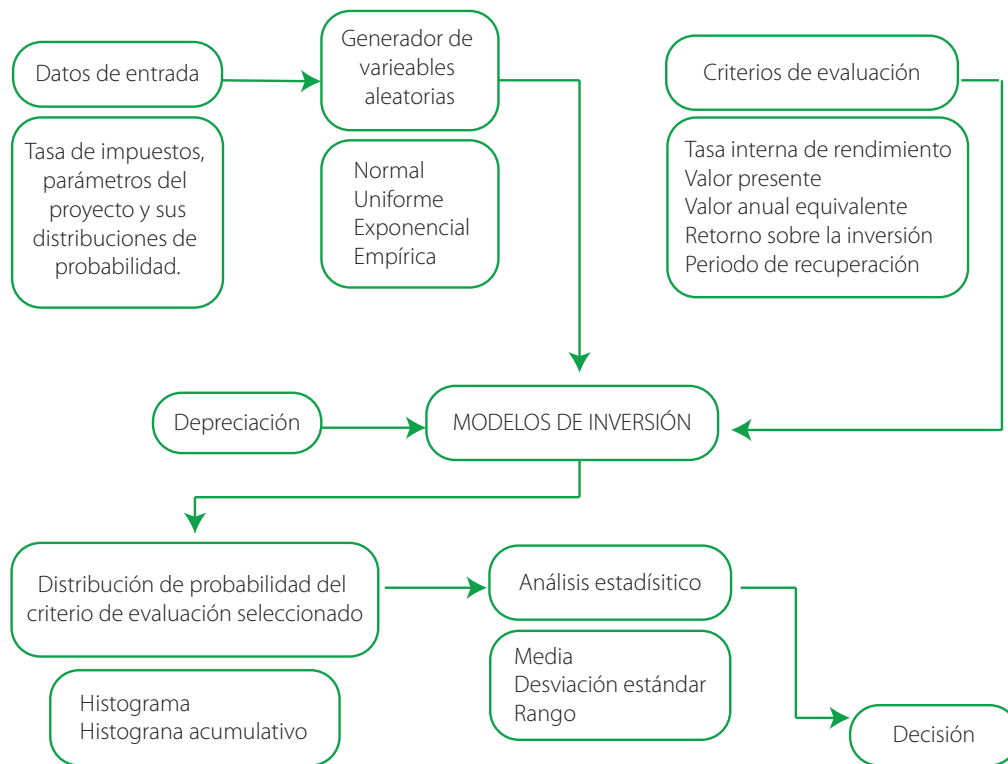 Datos de entrada
Tasa de impuestos,
parámetros del
proyecto y sus
distribuciones de
probabilidad.
Generador de
varieables
aleatorias
Normal
Uniforme
Exponencial
Empírica
Criterios de evaluación
Tasa interna de rendimiento
Valor presente
Valor anual equivalente
Retorno sobre la inversión
Periodo de recuperación
Depreciación
MODELOS DE INVERSIÓN
Distribución de probabilidad del
criterio de evaluación seleccionado
Histograma
Histograna acumulativo
Análisis estadísitico
Media
Desviación estándar
Rango
Decisión